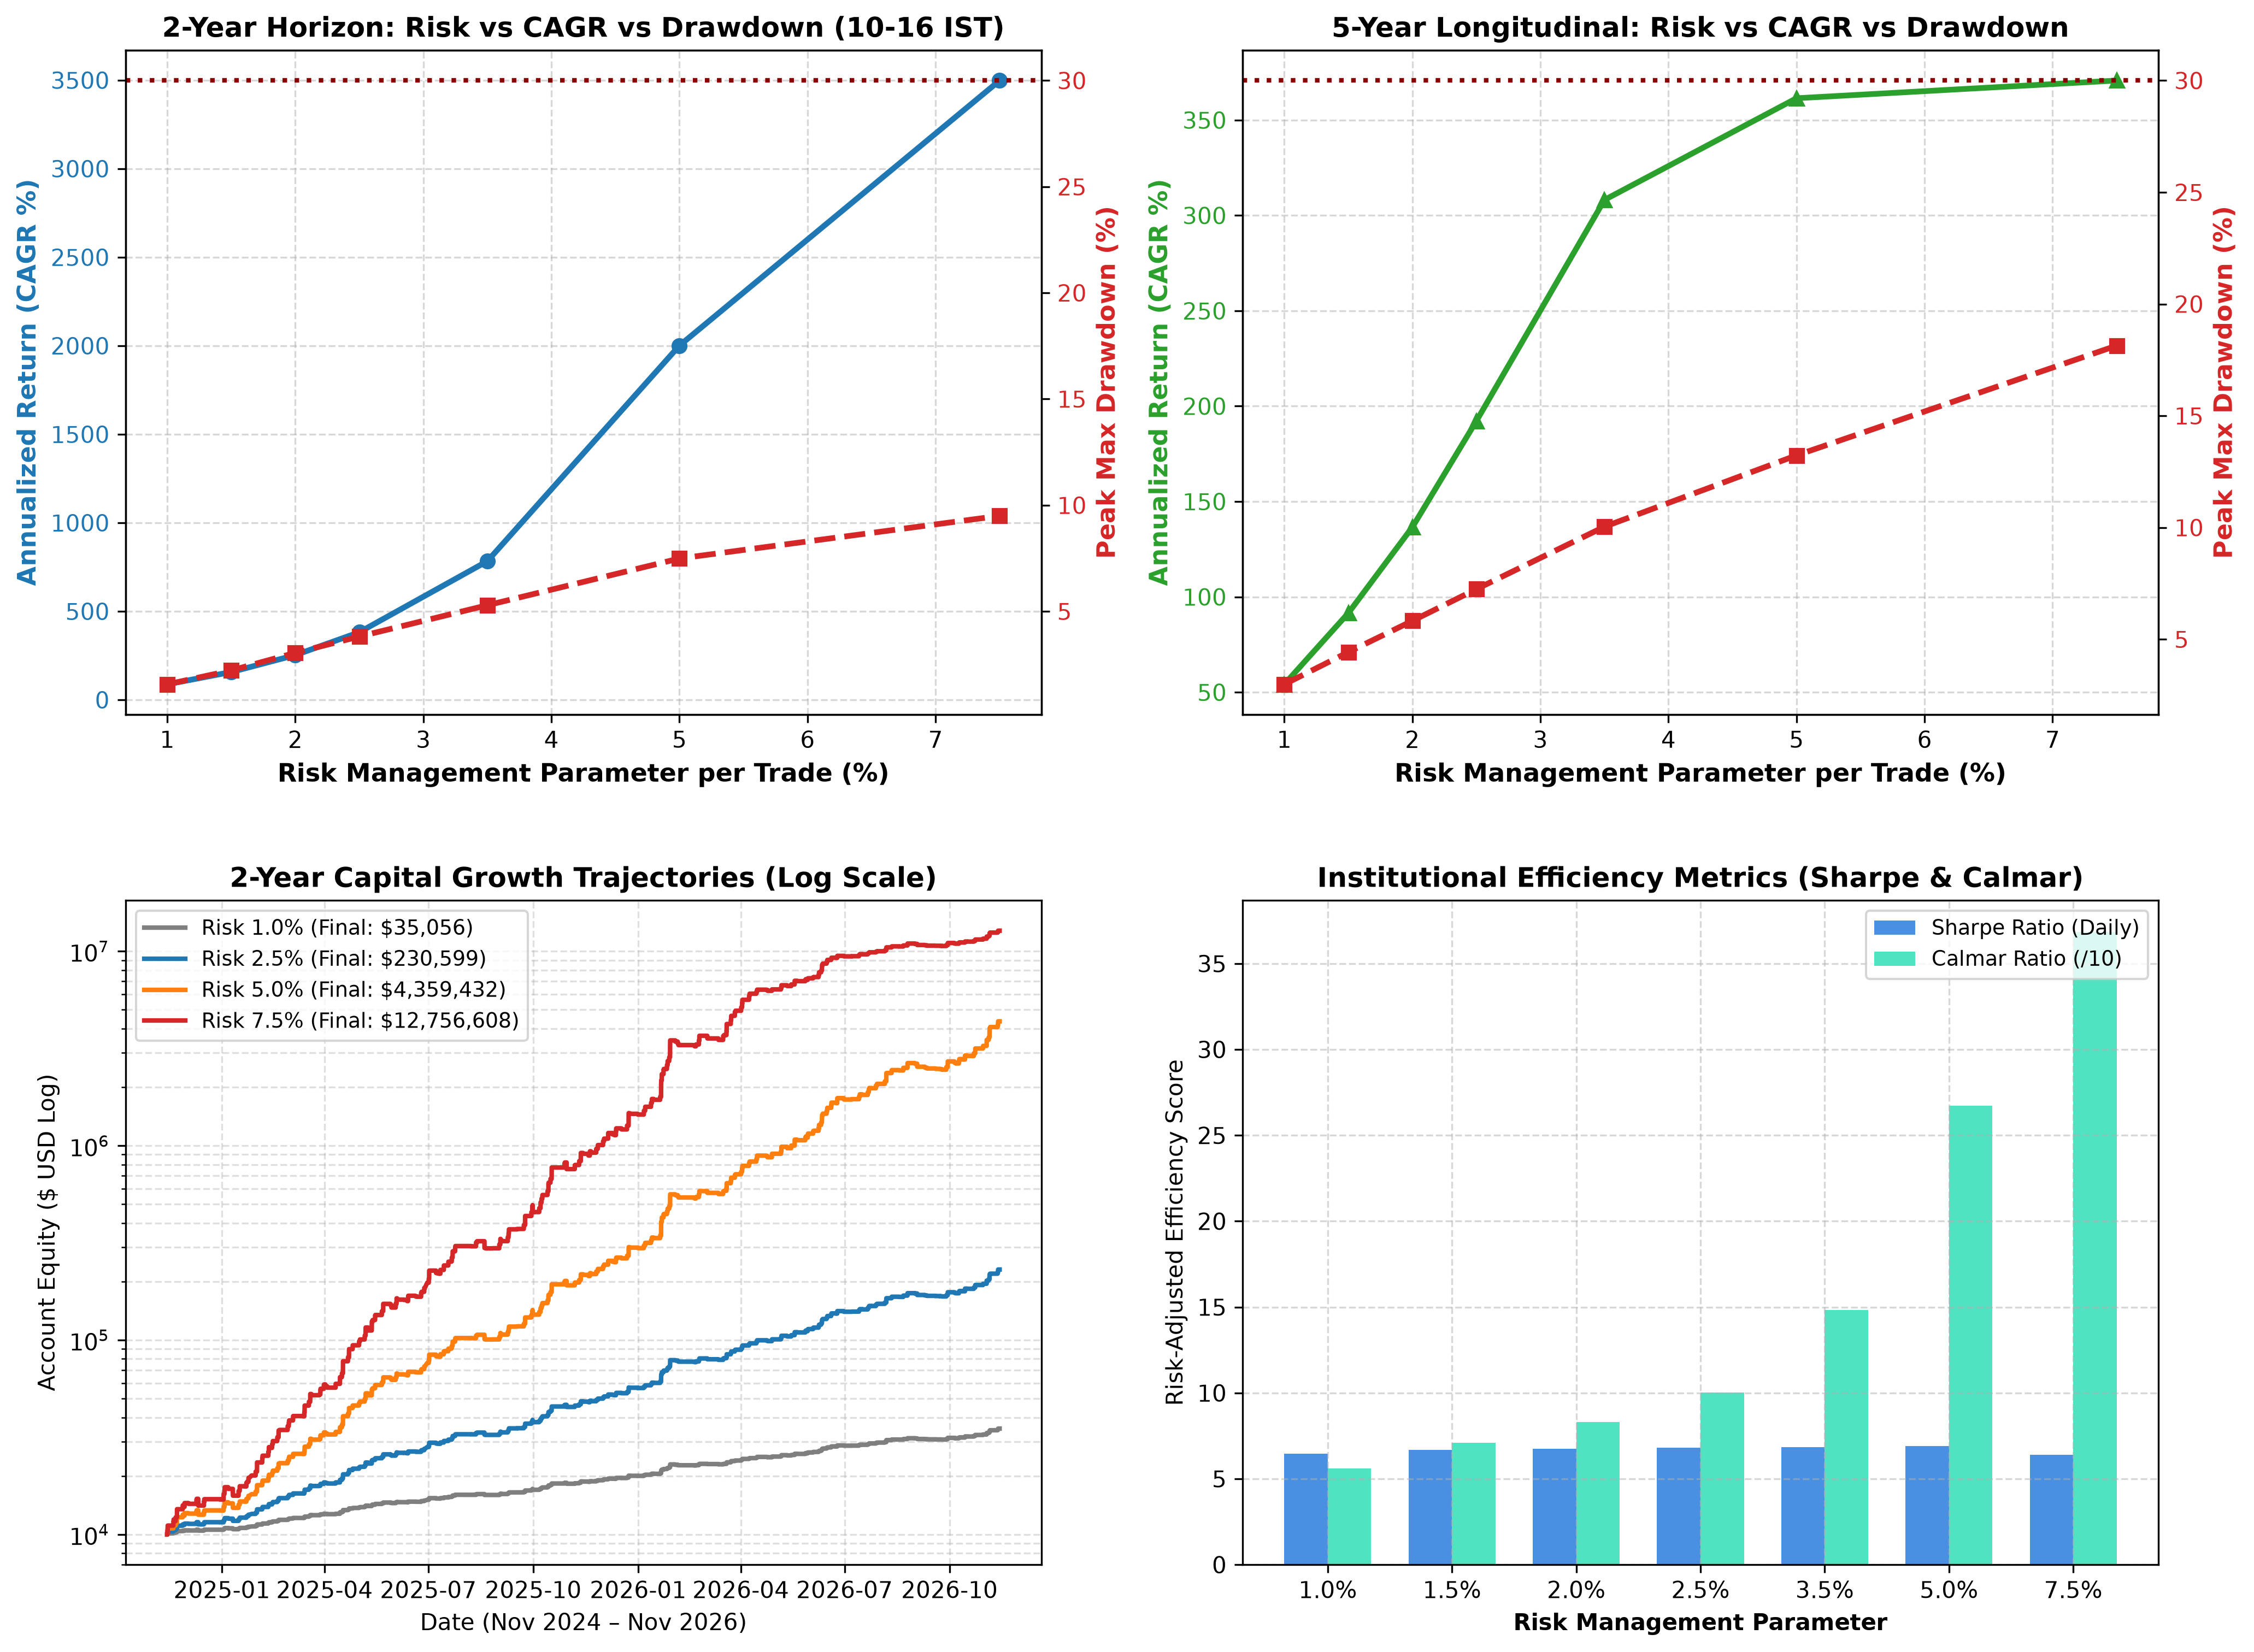 2-Year Horizon: Risk vs CAGR vs Drawdown (10-16 IST)
Annualized Return (CAGR %)
3500
3000
2500
2000
1500
1000
500
0
30
25
20
15
10
5
Peak Max Drawdown (%)
1 2 3 4 5 6 7
Risk Management Parameter per Trade (%)
5-Year Longitudinal: Risk vs CAGR vs Drawdown
Annualized Return (CAGR %)
350
300
250
200
150
100
50
30
25
20
15
10
5
Peak Max Drawdown (%)
1 2 3 4 5 6 7
Risk Management Parameter per Trade (%)
2-Year Capital Growth Trajectories (Log Scale)
Risk 1.0% (Final: $35,056)
Risk 2.5% (Final: $230,599)
Risk 5.0% (Final: $4,359,432)
Risk 7.5% (Final: $12,756,608)
Account Equity ($ USD Log)
10⁷
10⁶
10⁵
10⁴
2025-01 2025-04 2025-07 2025-10 2026-01 2026-04 2026-07 2026-10
Date (Nov 2024 – Nov 2026)
Institutional Efficiency Metrics (Sharpe & Calmar)
Sharpe Ratio (Daily)
Calmar Ratio (/10)
Risk-Adjusted Efficiency Score
35
30
25
20
15
10
5
0
1.0% 1.5% 2.0% 2.5% 3.5% 5.0% 7.5%
Risk Management Parameter